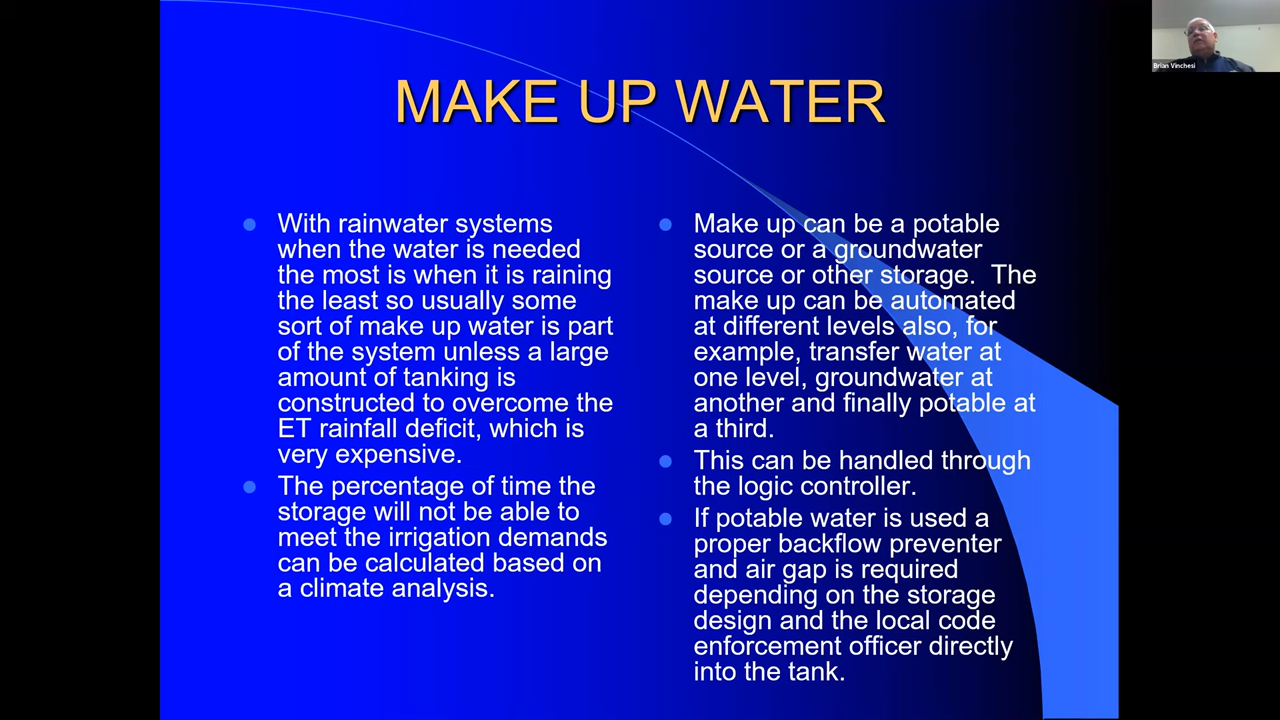 MAKE UP WATER
With rainwater systems
when the water is needed
the most is when it is raining
the least so usually some
sort of make up water is part
of the system unless a large
amount of tanking is
constructed to overcome the
ET rainfall deficit, which is
very expensive.
The percentage of time the
storage will not be able to
meet the irrigation demands
can be calculated based on
a climate analysis.
Make up can be a potable
source or a groundwater
source or other storage. The
make up can be automated
at different levels also, for
example, transfer water at
one level, groundwater at
another and finally potable at
a third.
This can be handled through
the logic controller.
If potable water is used a
proper backflow preventer
and air gap is required
depending on the storage
design and the local code
enforcement officer directly
into the tank.
Brian Vinchesi